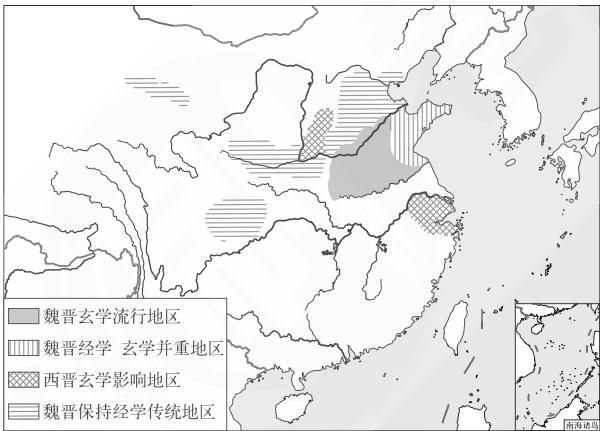 魏晋玄学流行地区
魏晋经学 玄学并重地区
西晋玄学影响地区
魏晋保持经学传统地区
南海诸岛